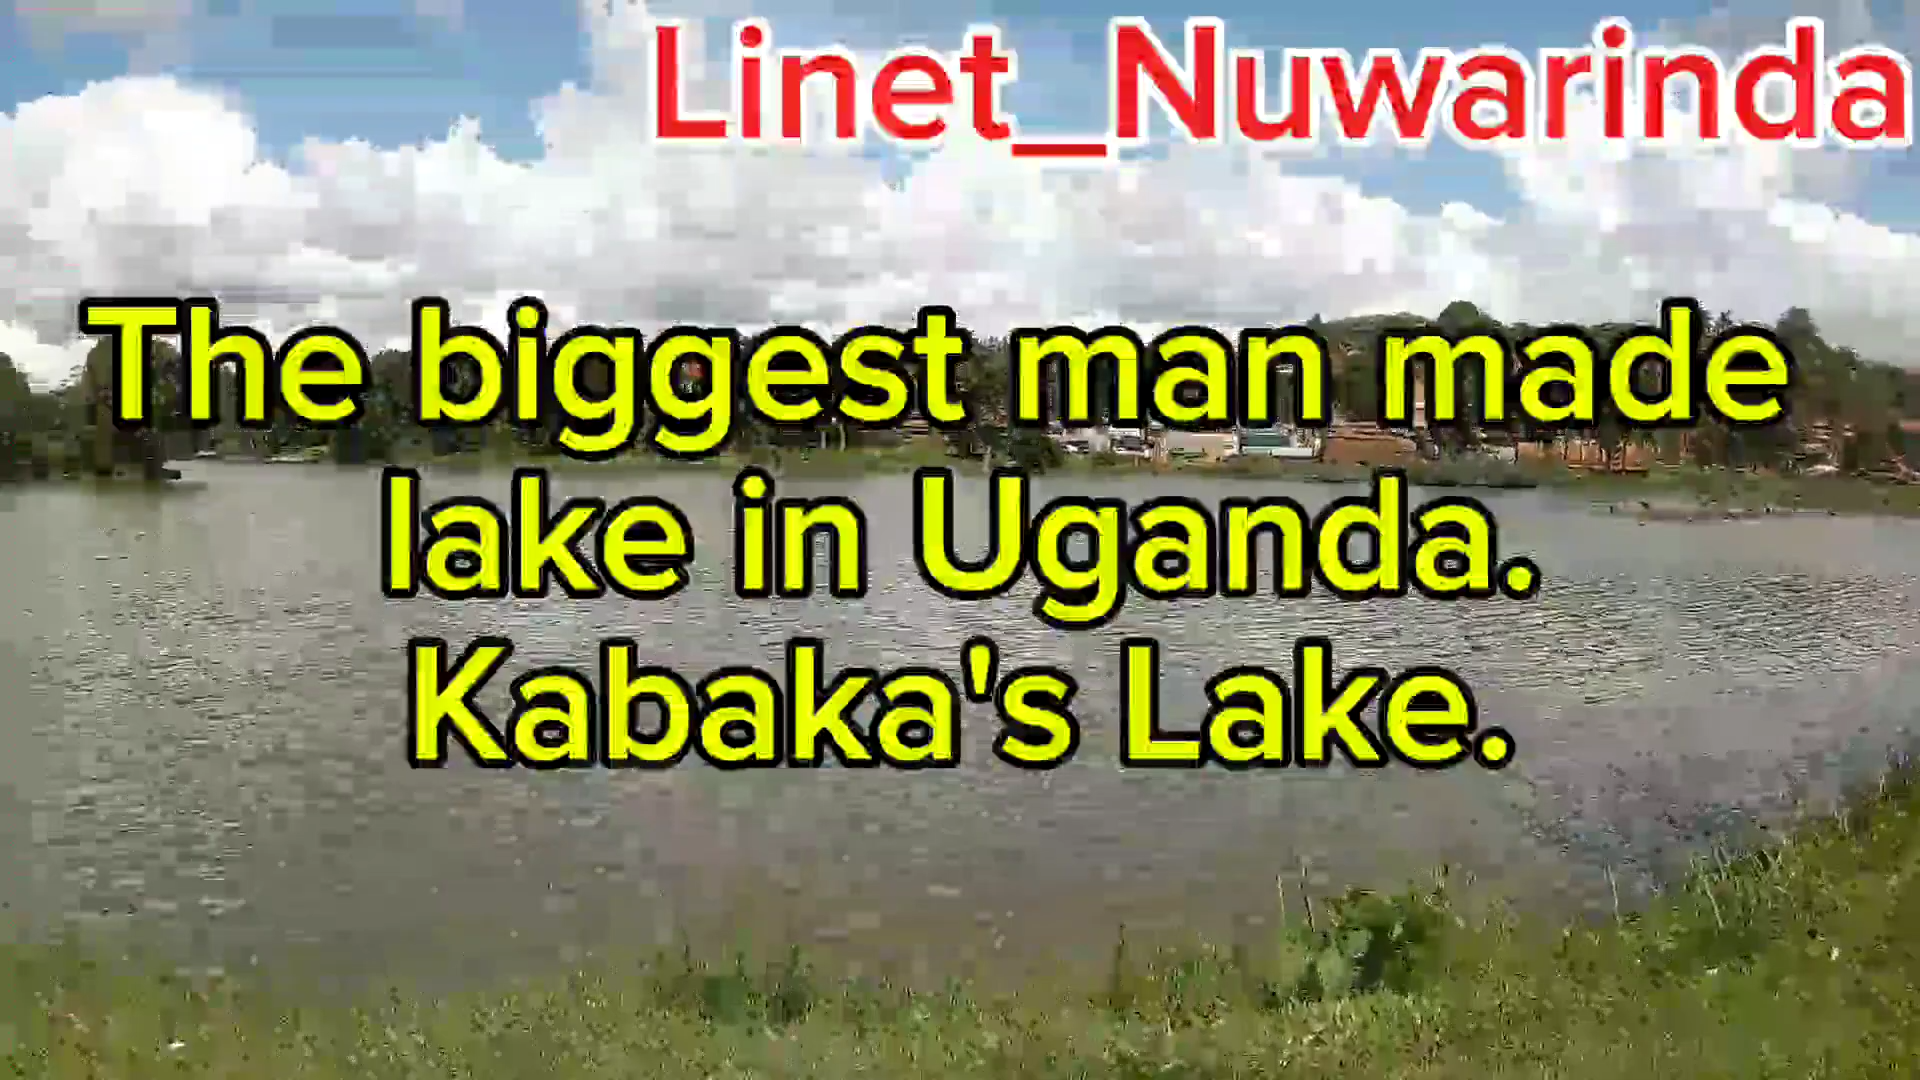 Linet_Nuwarinda
The biggest man made
lake in Uganda.
Kabaka's Lake.